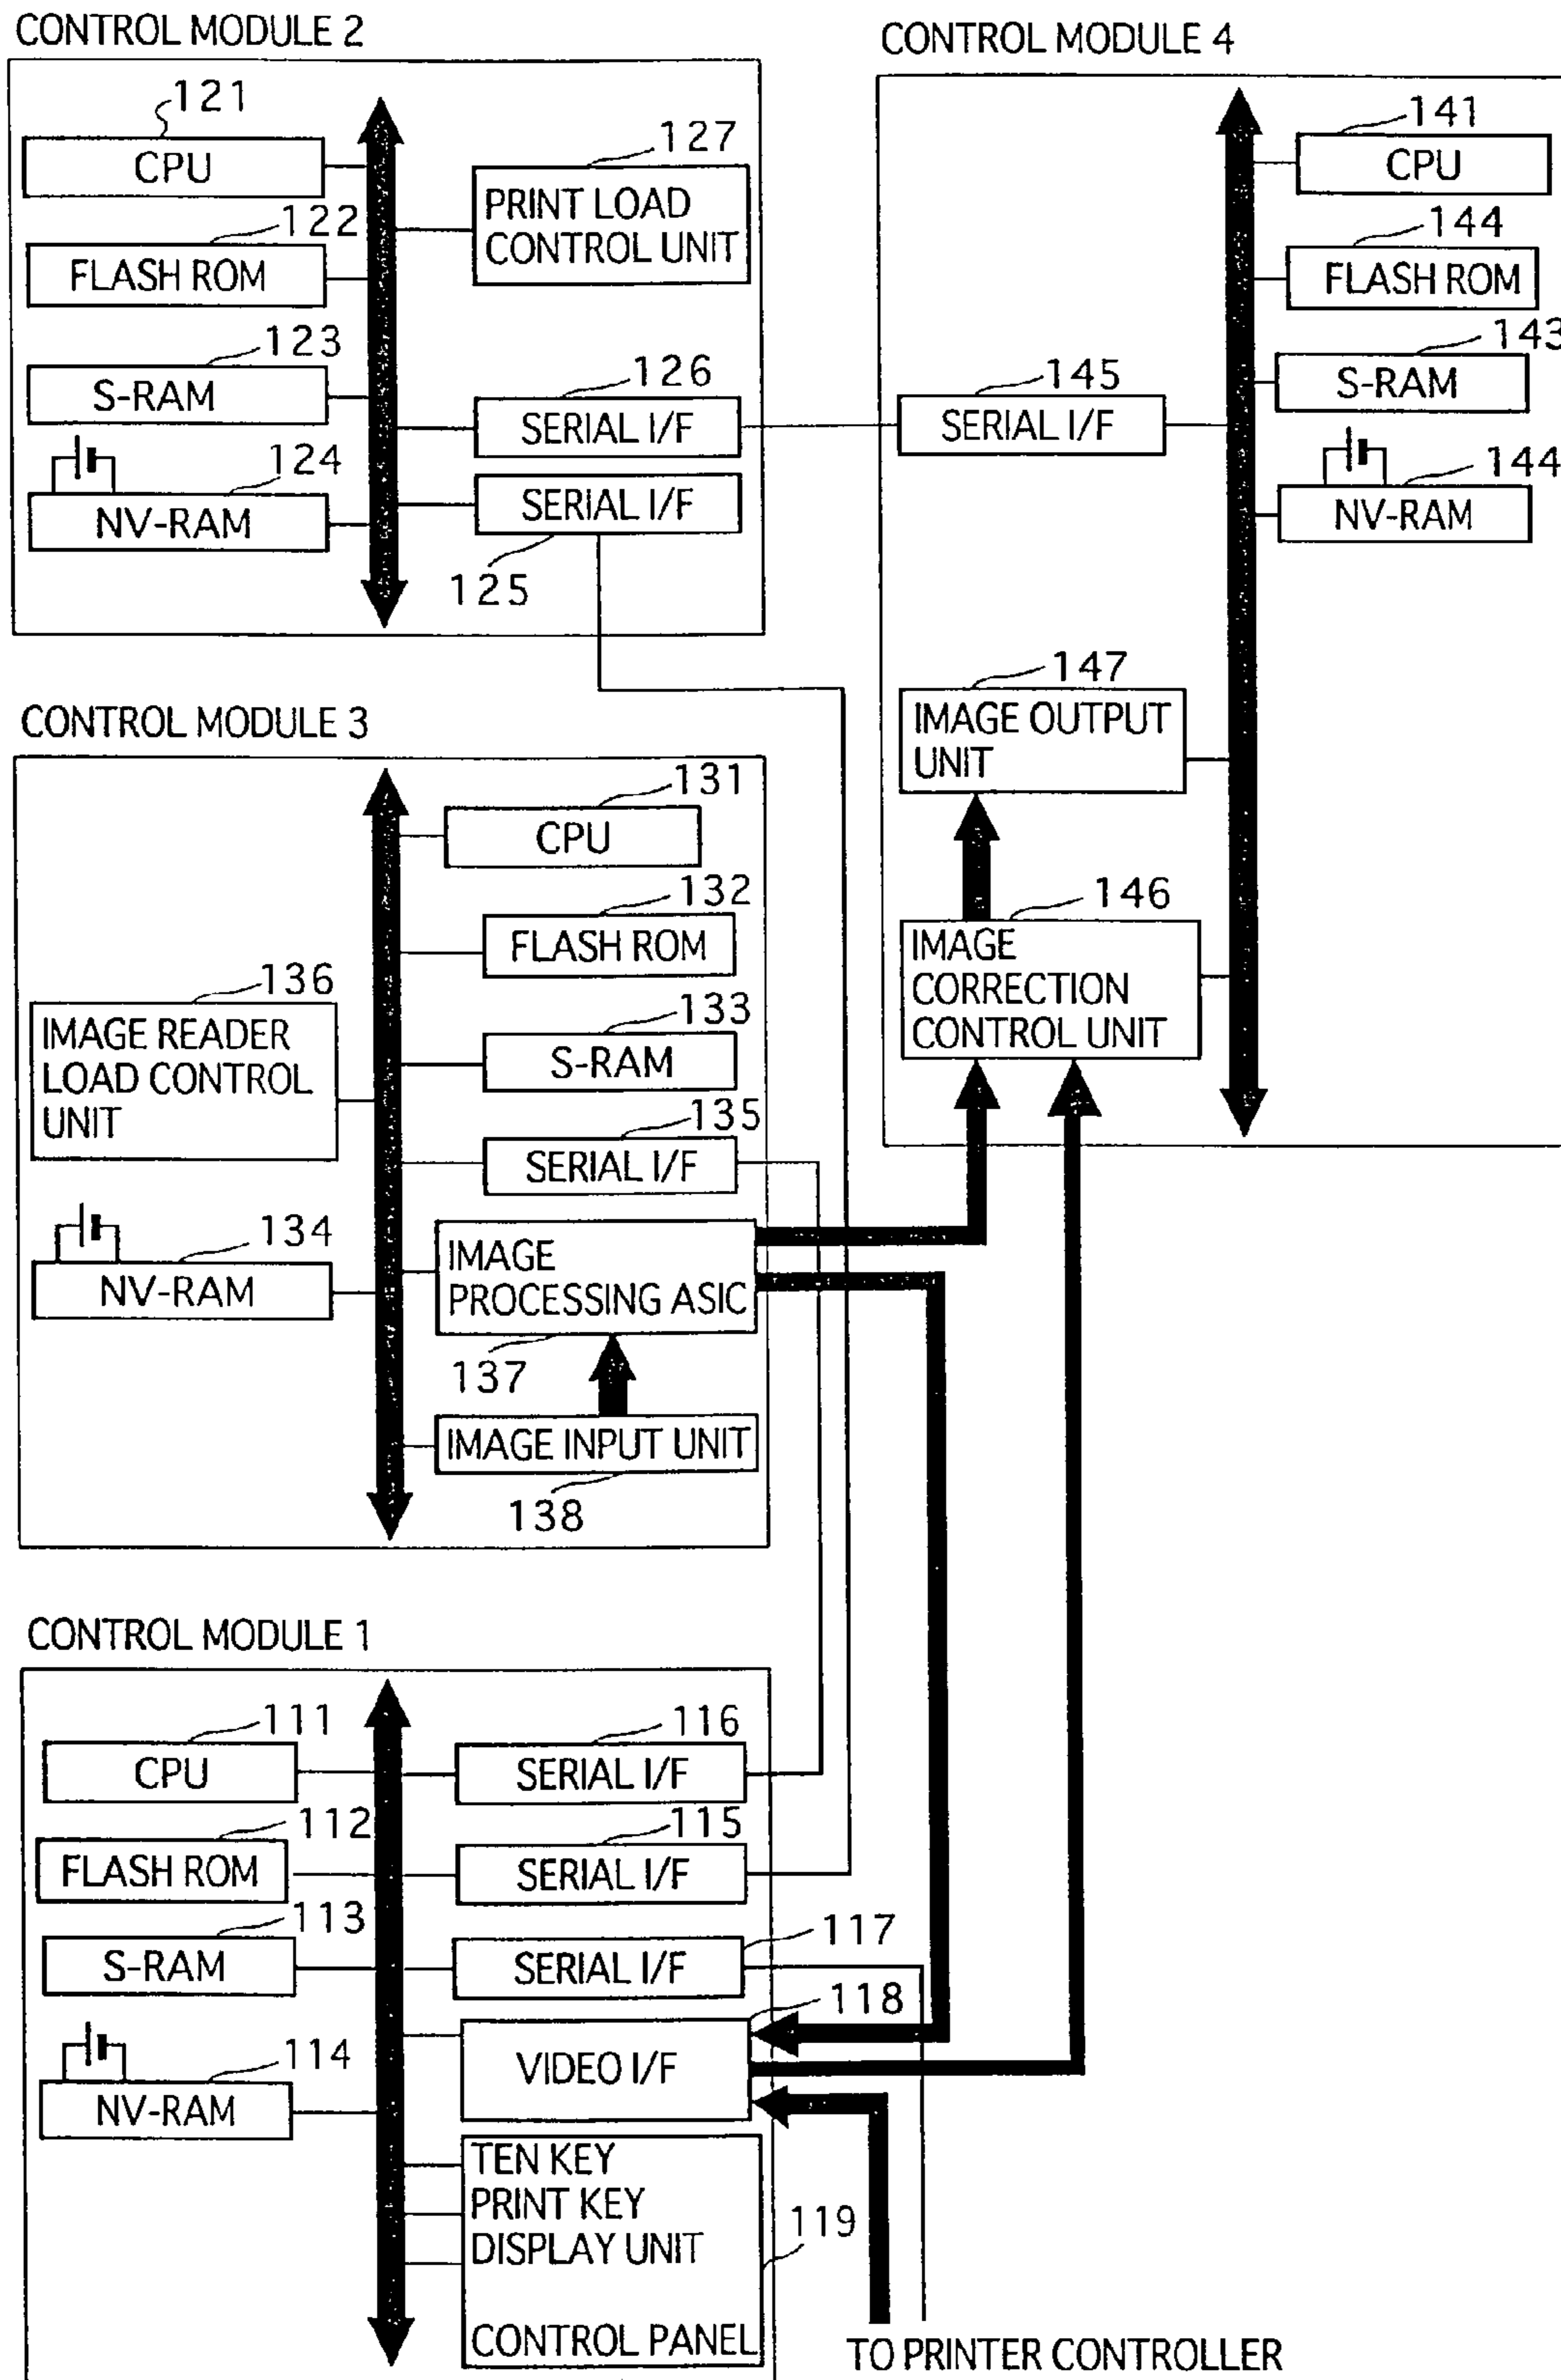 CONTROL MODULE 2
121
CPU
122
FLASH ROM
123
S-RAM
124
NV-RAM
127
PRINT LOAD
CONTROL UNIT
126
SERIAL I/F
SERIAL I/F
125
CONTROL MODULE 4
141
CPU
144
FLASH ROM
143
S-RAM
144
NV-RAM
145
SERIAL I/F
147
IMAGE OUTPUT
UNIT
146
IMAGE
CORRECTION
CONTROL UNIT
CONTROL MODULE 3
131
CPU
132
FLASH ROM
133
S-RAM
135
SERIAL I/F
136
IMAGE READER
LOAD CONTROL
UNIT
134
NV-RAM
IMAGE
PROCESSING ASIC
137
IMAGE INPUT UNIT
138
CONTROL MODULE 1
111
CPU
112
FLASH ROM
113
S-RAM
114
NV-RAM
116
SERIAL I/F
115
SERIAL I/F
117
SERIAL I/F
118
VIDEO I/F
TEN KEY
PRINT KEY
DISPLAY UNIT
119
CONTROL PANEL
TO PRINTER CONTROLLER